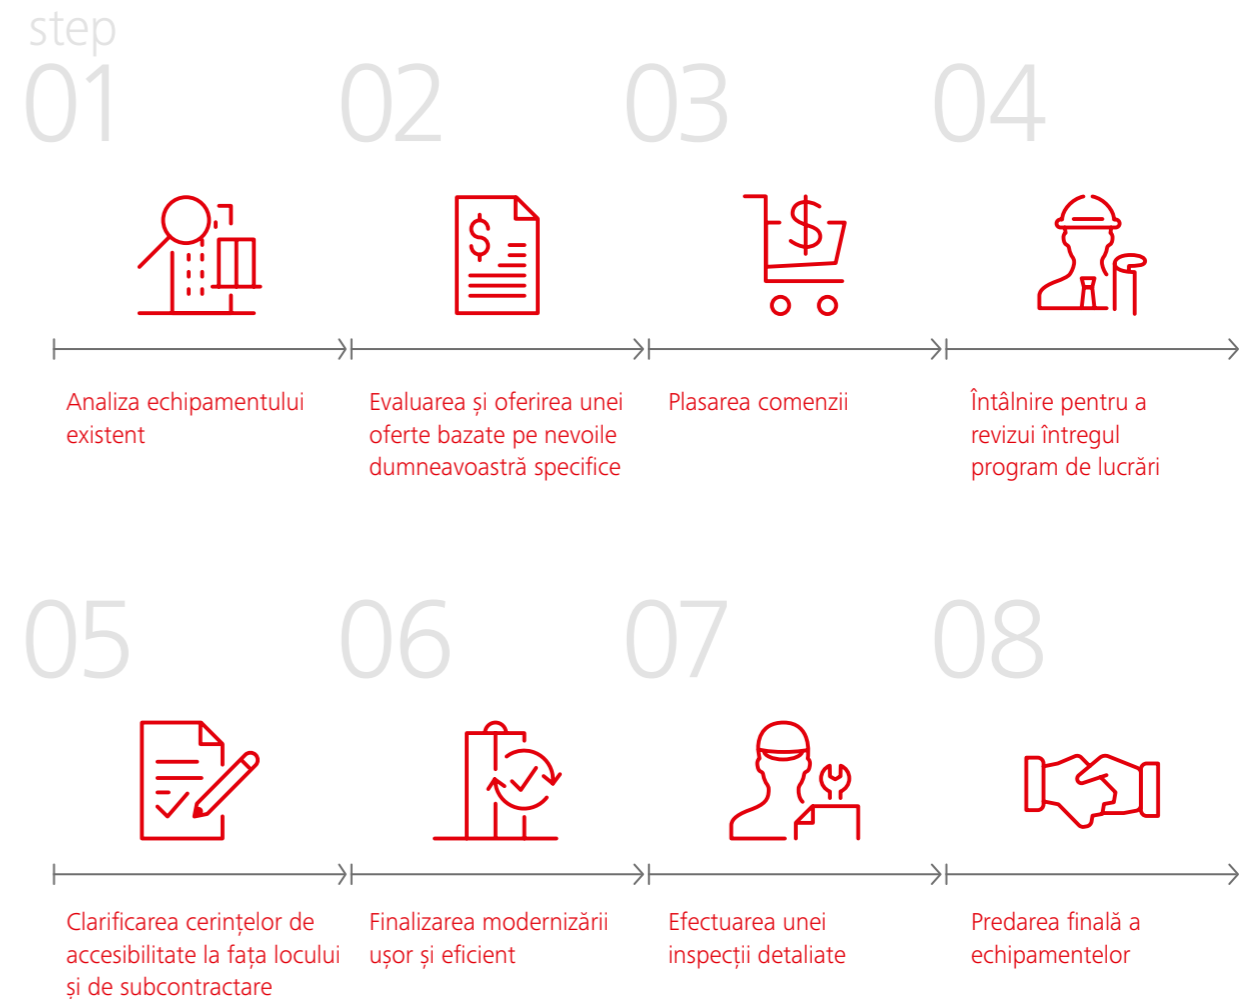 step
01
02
03
04
$
$
Analiza echipamentului
existent
Evaluarea și oferirea unei
oferte bazate pe nevoile
dumneavoastră specifice
Plasarea comenzii
Întâlnire pentru a
revizui întregul
program de lucrări
05
06
07
08
Clarificarea cerințelor de
accesibilitate la fața locului
și de subcontractare
Finalizarea modernizării
ușor și eficient
Efectuarea unei
inspecții detaliate
Predarea finală a
echipamentelor